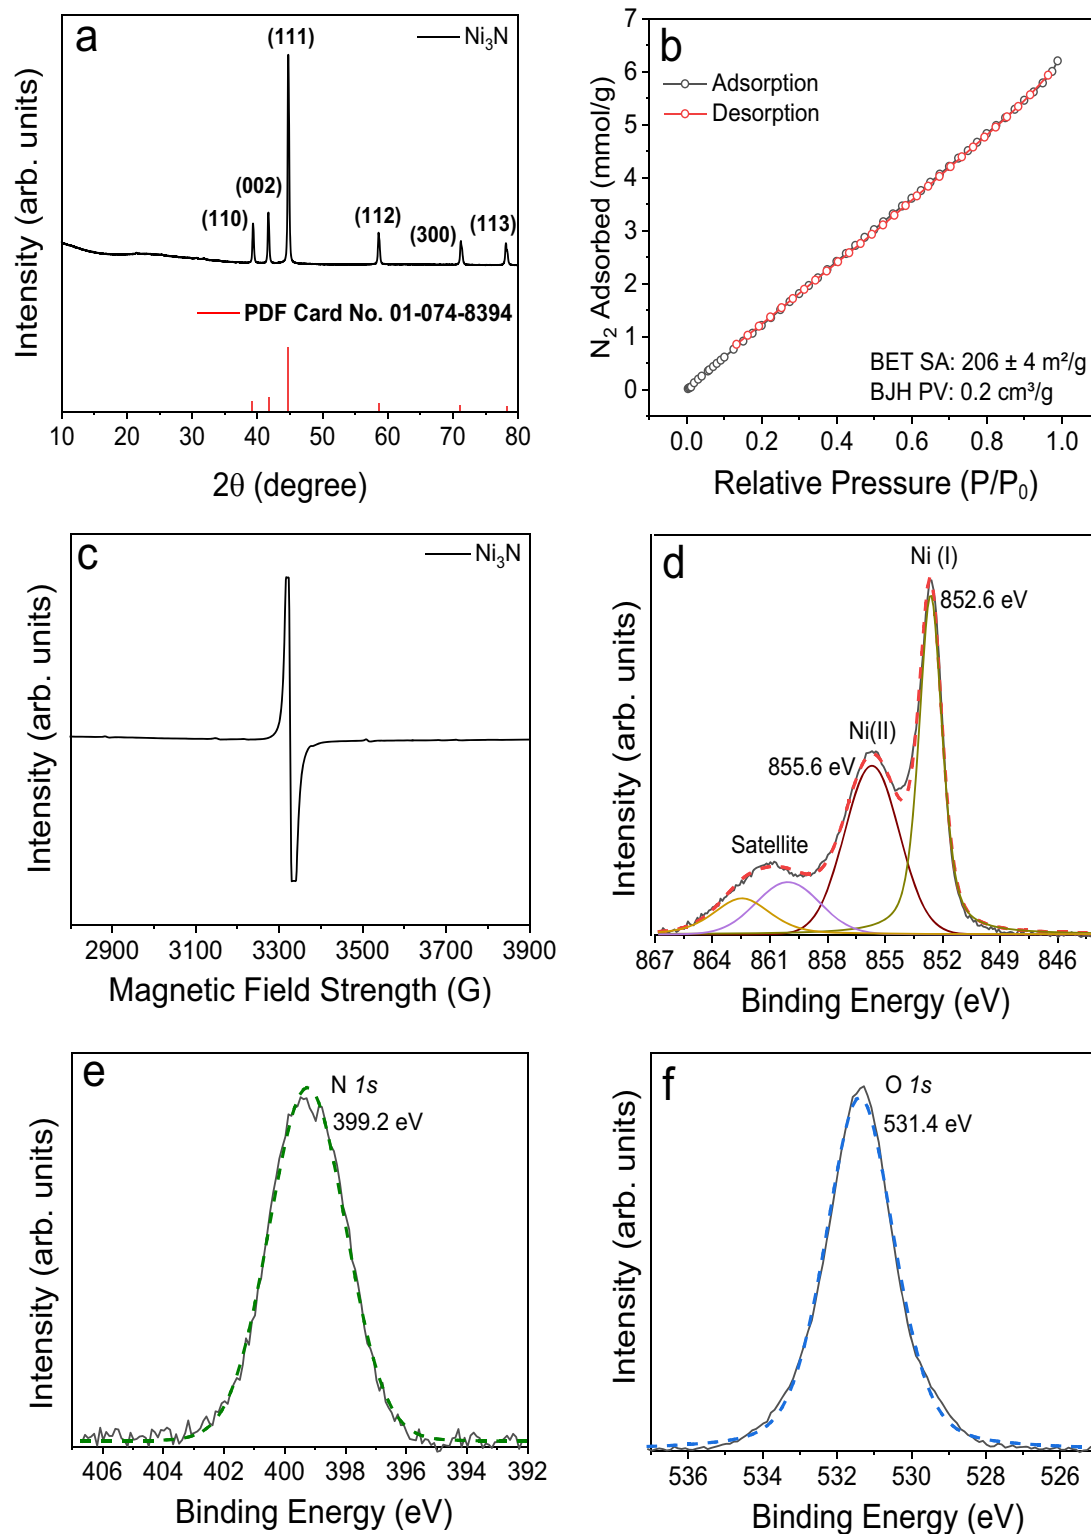 a
Ni₃N
(111)
(002)
(110)
(112)
(300)
(113)
PDF Card No. 01-074-8394
Intensity (arb. units)
10 20 30 40 50 60 70 80
2θ (degree)
b
Adsorption
Desorption
N₂ Adsorbed (mmol/g)
7
6
5
4
3
2
1
0
BET SA: 206 ± 4 m²/g
BJH PV: 0.2 cm³/g
0.0 0.2 0.4 0.6 0.8 1.0
Relative Pressure (P/P₀)
c
Ni₃N
Intensity (arb. units)
2900 3100 3300 3500 3700 3900
Magnetic Field Strength (G)
d
Ni (I)
852.6 eV
Ni(II)
855.6 eV
Satellite
Intensity (arb. units)
867 864 861 858 855 852 849 846
Binding Energy (eV)
e
N 1s
399.2 eV
Intensity (arb. units)
406 404 402 400 398 396 394 392
Binding Energy (eV)
f
O 1s
531.4 eV
Intensity (arb. units)
536 534 532 530 528 526
Binding Energy (eV)